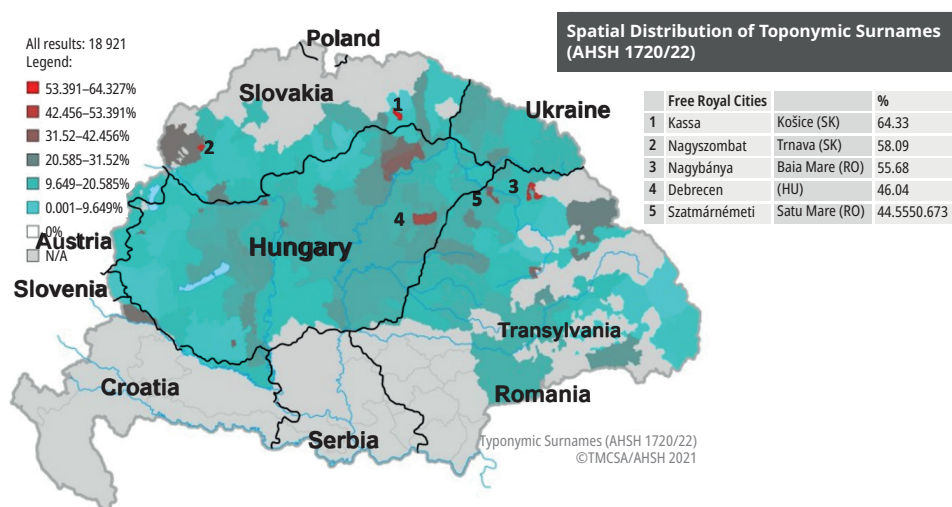 Spatial Distribution of Toponymic Surnames
(AHSH 1720/22)
All results: 18 921
Legend:
53.391–64.327%
42.456–53.391%
31.52–42.456%
20.585–31.52%
9.649–20.585%
0.001–9.649%
0%
N/A
Poland
Slovakia
Ukraine
Austria
Hungary
Slovenia
Transylvania
Croatia
Romania
Serbia
1
2
3
4
5
Free Royal Cities %
1 Kassa Košice (SK) 64.33
2 Nagyszombat Trnava (SK) 58.09
3 Nagybánya Baia Mare (RO) 55.68
4 Debrecen (HU) 46.04
5 Szatmárnémeti Satu Mare (RO) 44.5550.673
Typonymic Surnames (AHSH 1720/22)
©TMCSA/AHSH 2021